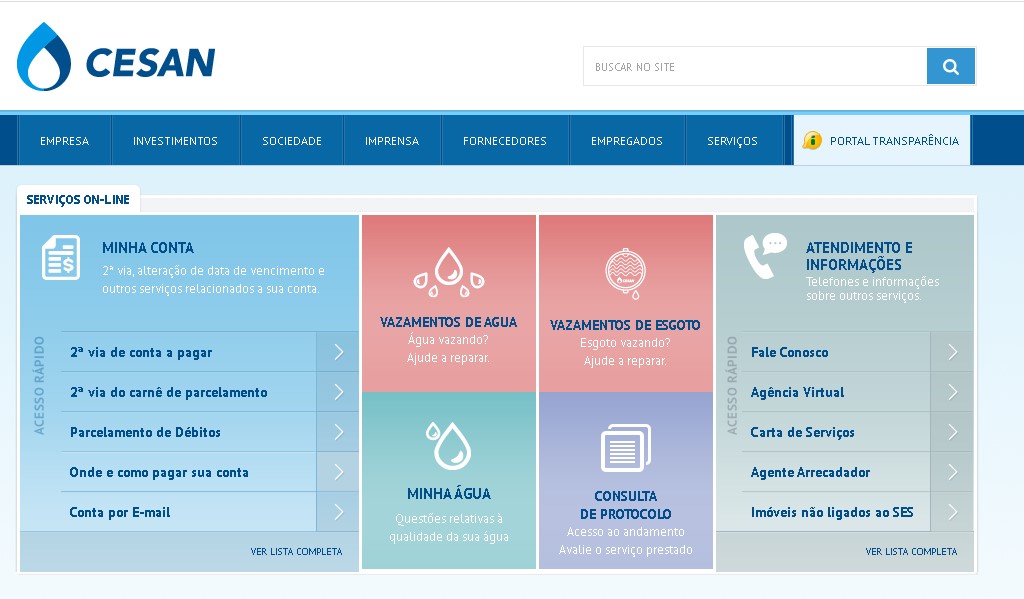 CESAN
BUSCAR NO SITE
EMPRESA
INVESTIMENTOS
SOCIEDADE
IMPRENSA
FORNECEDORES
EMPREGADOS
SERVIÇOS
PORTAL TRANSPARÊNCIA
SERVIÇOS ON-LINE
MINHA CONTA
2ª via, alteração de data de vencimento e
outros serviços relacionados a sua conta.
ACESSO RÁPIDO
2ª via de conta a pagar
2ª via do carnê de parcelamento
Parcelamento de Débitos
Onde e como pagar sua conta
Conta por E-mail
VER LISTA COMPLETA
VAZAMENTOS DE AGUA
Água vazando?
Ajude a reparar.
VAZAMENTOS DE ESGOTO
Esgoto vazando?
Ajude a reparar.
MINHA ÁGUA
Questões relativas à
qualidade da sua água
CONSULTA
DE PROTOCOLO
Acesso ao andamento
Avalie o serviço prestado
ATENDIMENTO E
INFORMAÇÕES
Telefones e informações
sobre outros serviços.
ACESSO RÁPIDO
Fale Conosco
Agência Virtual
Carta de Serviços
Agente Arrecadador
Imóveis não ligados ao SES
VER LISTA COMPLETA